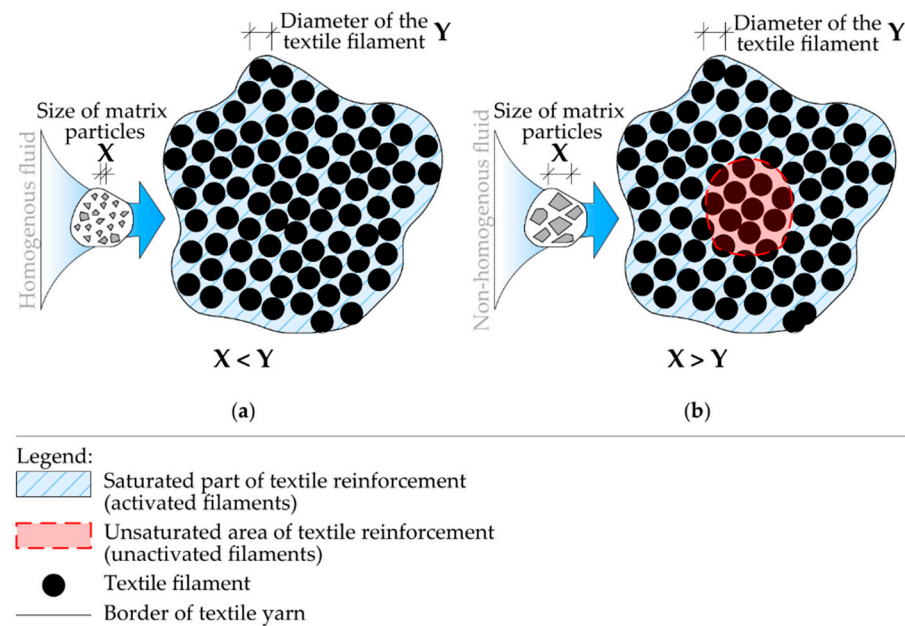 Diameter of the
textile filament Y
Size of matrix
particles
X
Homogenous fluid
X < Y
(a)
Diameter of the
textile filament Y
Size of matrix
particles
X
Non-homogenous fluid
X > Y
(b)
Legend:
Saturated part of textile reinforcement
(activated filaments)
Unsaturated area of textile reinforcement
(unactivated filaments)
Textile filament
Border of textile yarn